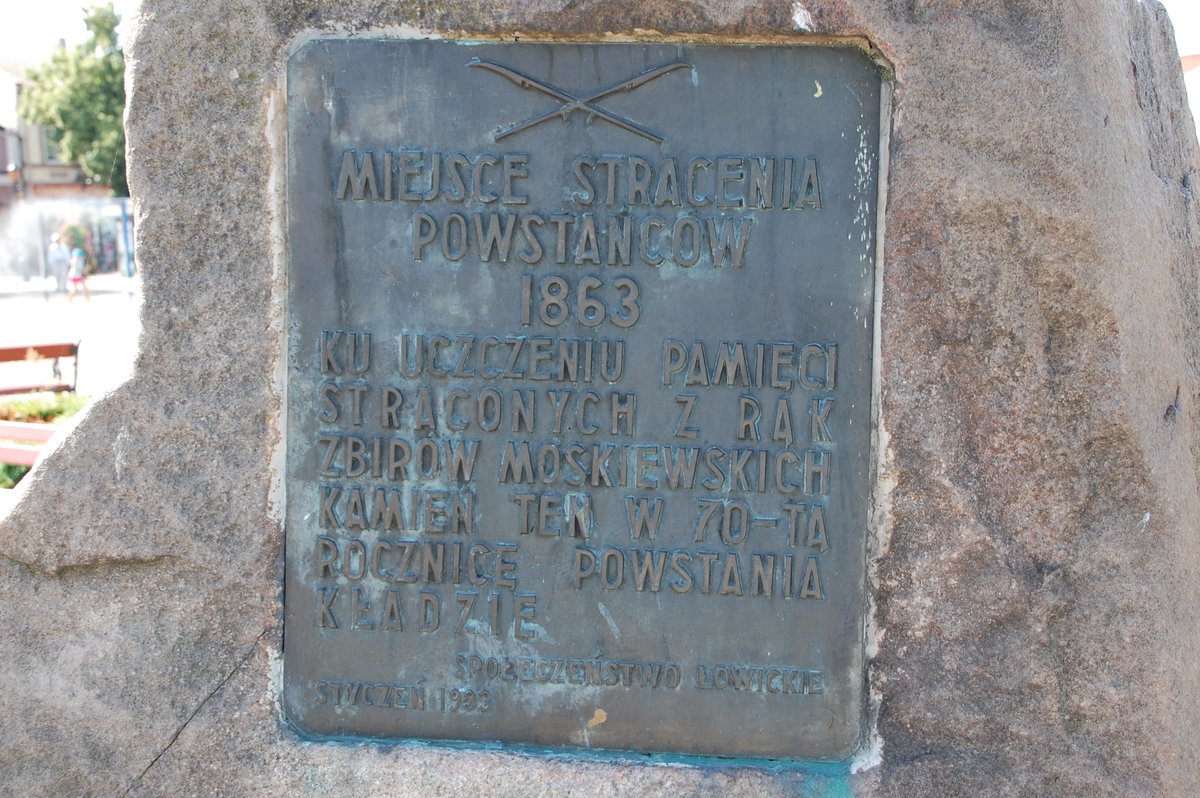 MIEJSCE STRACENIA
POWSTAŃCÓW
1863
KU UCZCZENIU PAMIĘCI
STRACONYCH Z RĄK
ZBIRÓW MOSKIEWSKICH
KAMIEŃ TEN W 70-TĄ
ROCZNICĘ POWSTANIA
KŁADZIE
SPOŁECZEŃSTWO ŁOWICKIE
STYCZEŃ 1933